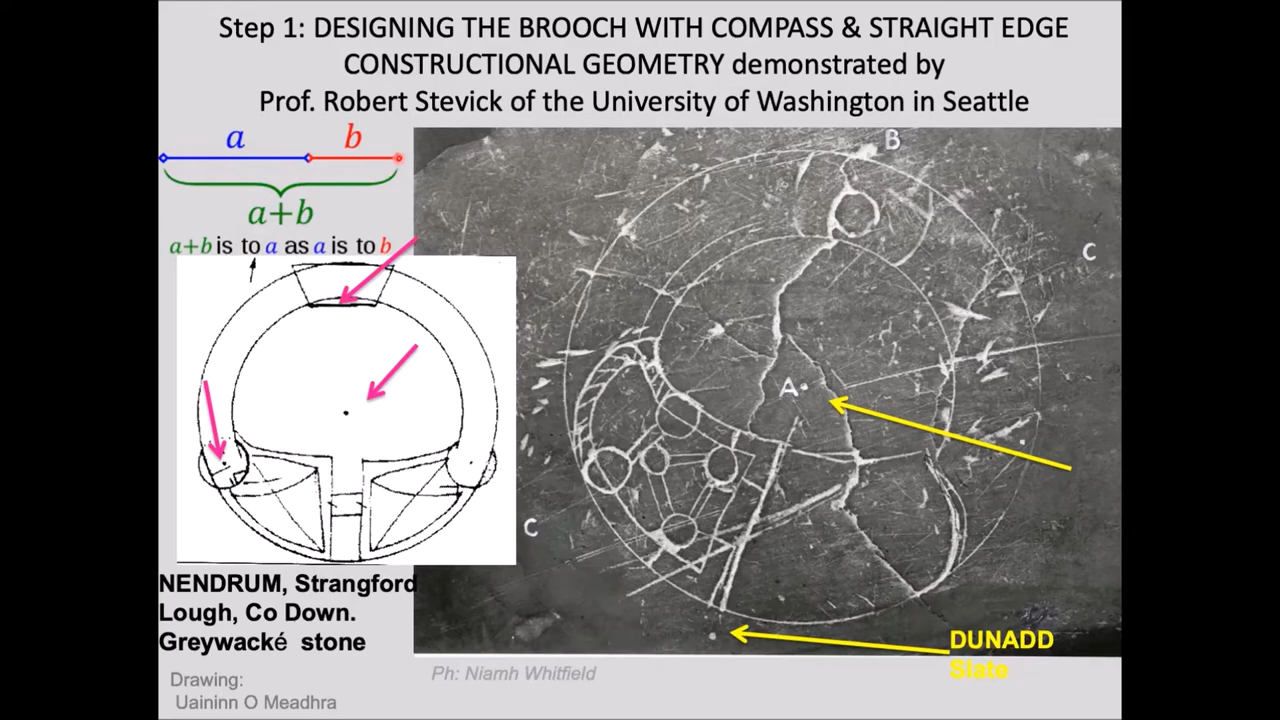 Step 1: DESIGNING THE BROOCH WITH COMPASS & STRAIGHT EDGE
CONSTRUCTIONAL GEOMETRY demonstrated by
Prof. Robert Stevick of the University of Washington in Seattle
a b
a+b
a+b is to a as a is to b
B
C
A
C
NENDRUM, Strangford
Lough, Co Down.
Greywacké stone
DUNADD
Slate
Ph: Niamh Whitfield
Drawing:
Uaininn O Meadhra